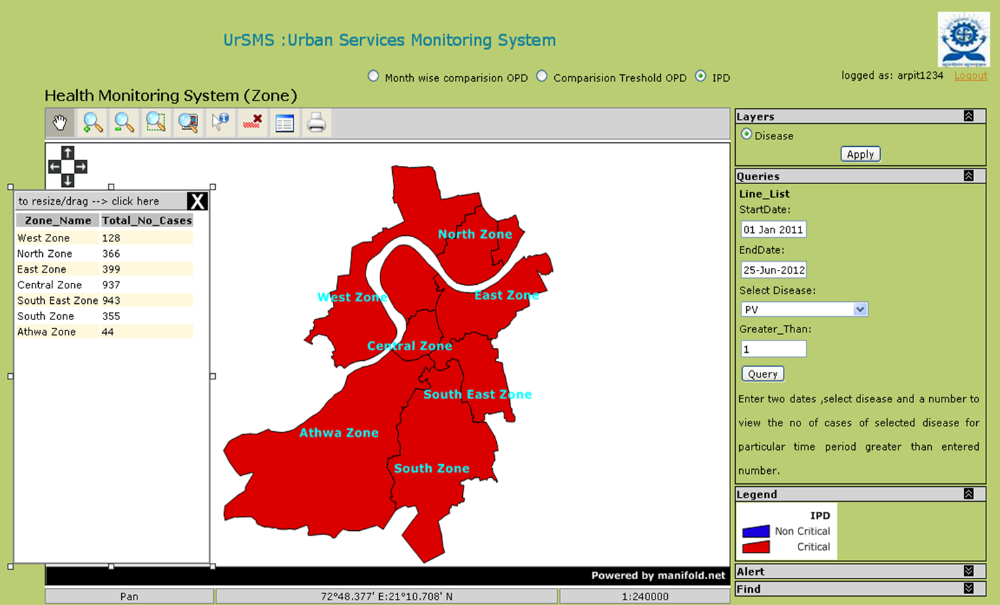 UrSMS :Urban Services Monitoring System
Month wise comparision OPD Comparision Treshold OPD IPD
logged as: arpit1234 Logout
Health Monitoring System (Zone)
to resize/drag --> click here X
Zone_Name Total_No_Cases
West Zone 128
North Zone 366
East Zone 399
Central Zone 937
South East Zone 943
South Zone 355
Athwa Zone 44
North Zone
West Zone
East Zone
Central Zone
South East Zone
Athwa Zone
South Zone
Powered by manifold.net
Pan 72°48.377' E:21°10.708' N 1:240000
Layers
Disease
Apply
Queries
Line_List
StartDate:
01 Jan 2011
EndDate:
25-Jun-2012
Select Disease:
PV
Greater_Than:
1
Query
Enter two dates ,select disease and a number to
view the no of cases of selected disease for
particular time period greater than entered
number.
Legend
IPD
Non Critical
Critical
Alert
Find